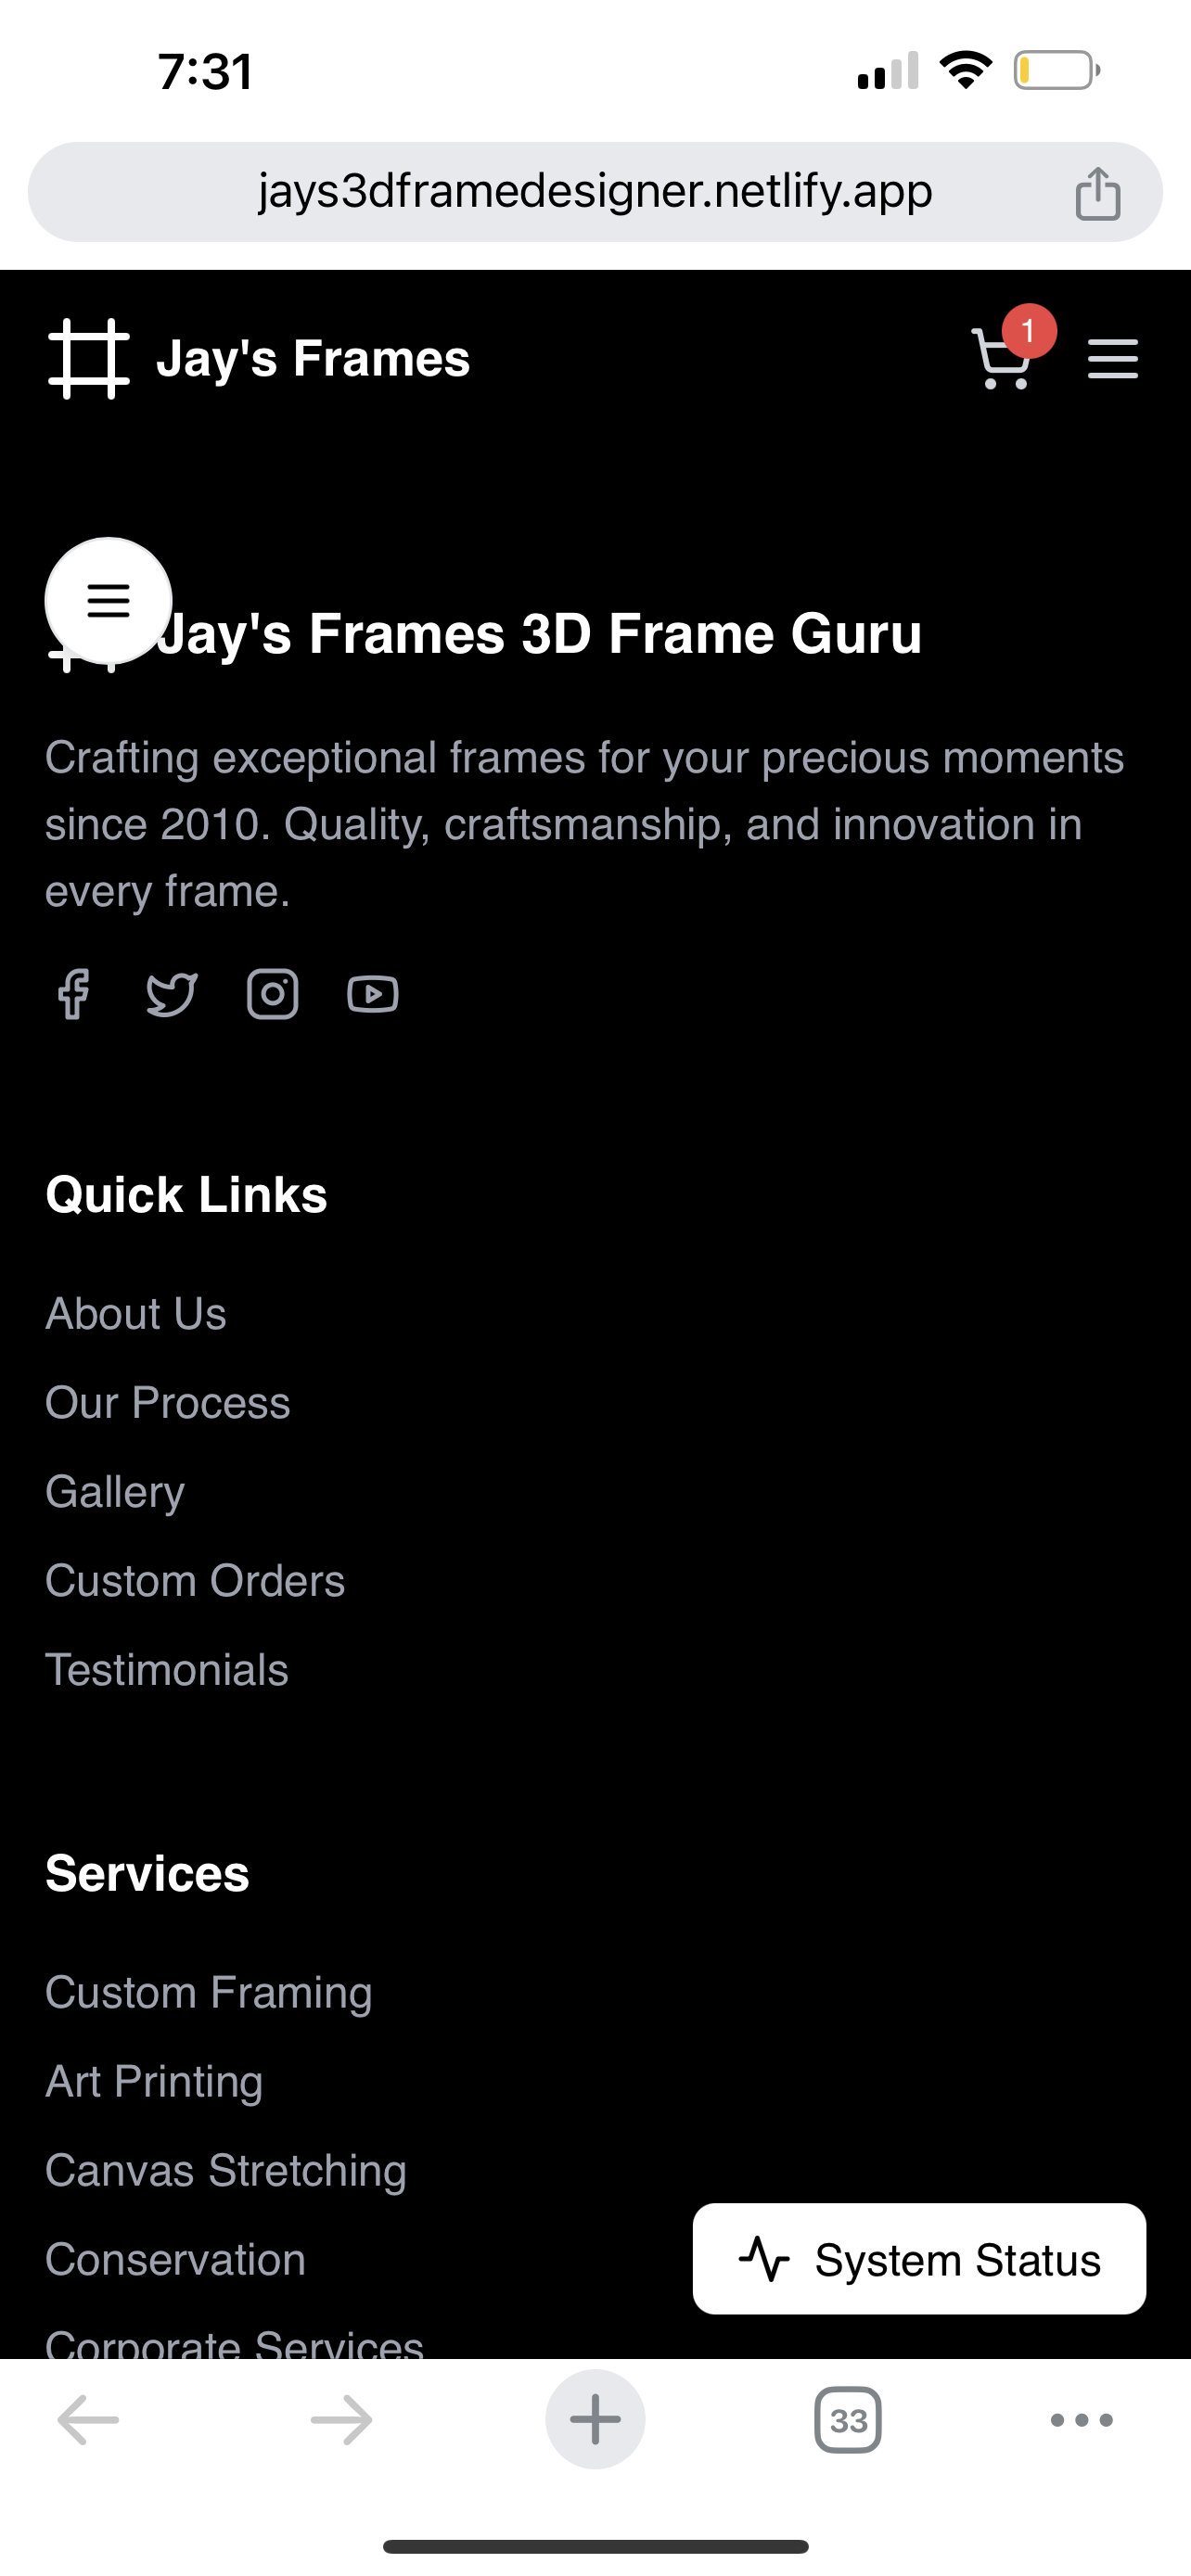 7:31
jays3dframedesigner.netlify.app
Jay's Frames
1
Jay's Frames 3D Frame Guru
Crafting exceptional frames for your precious moments
since 2010. Quality, craftsmanship, and innovation in
every frame.
Quick Links
About Us
Our Process
Gallery
Custom Orders
Testimonials
Services
Custom Framing
Art Printing
Canvas Stretching
Conservation
System Status
Corporate Services
33